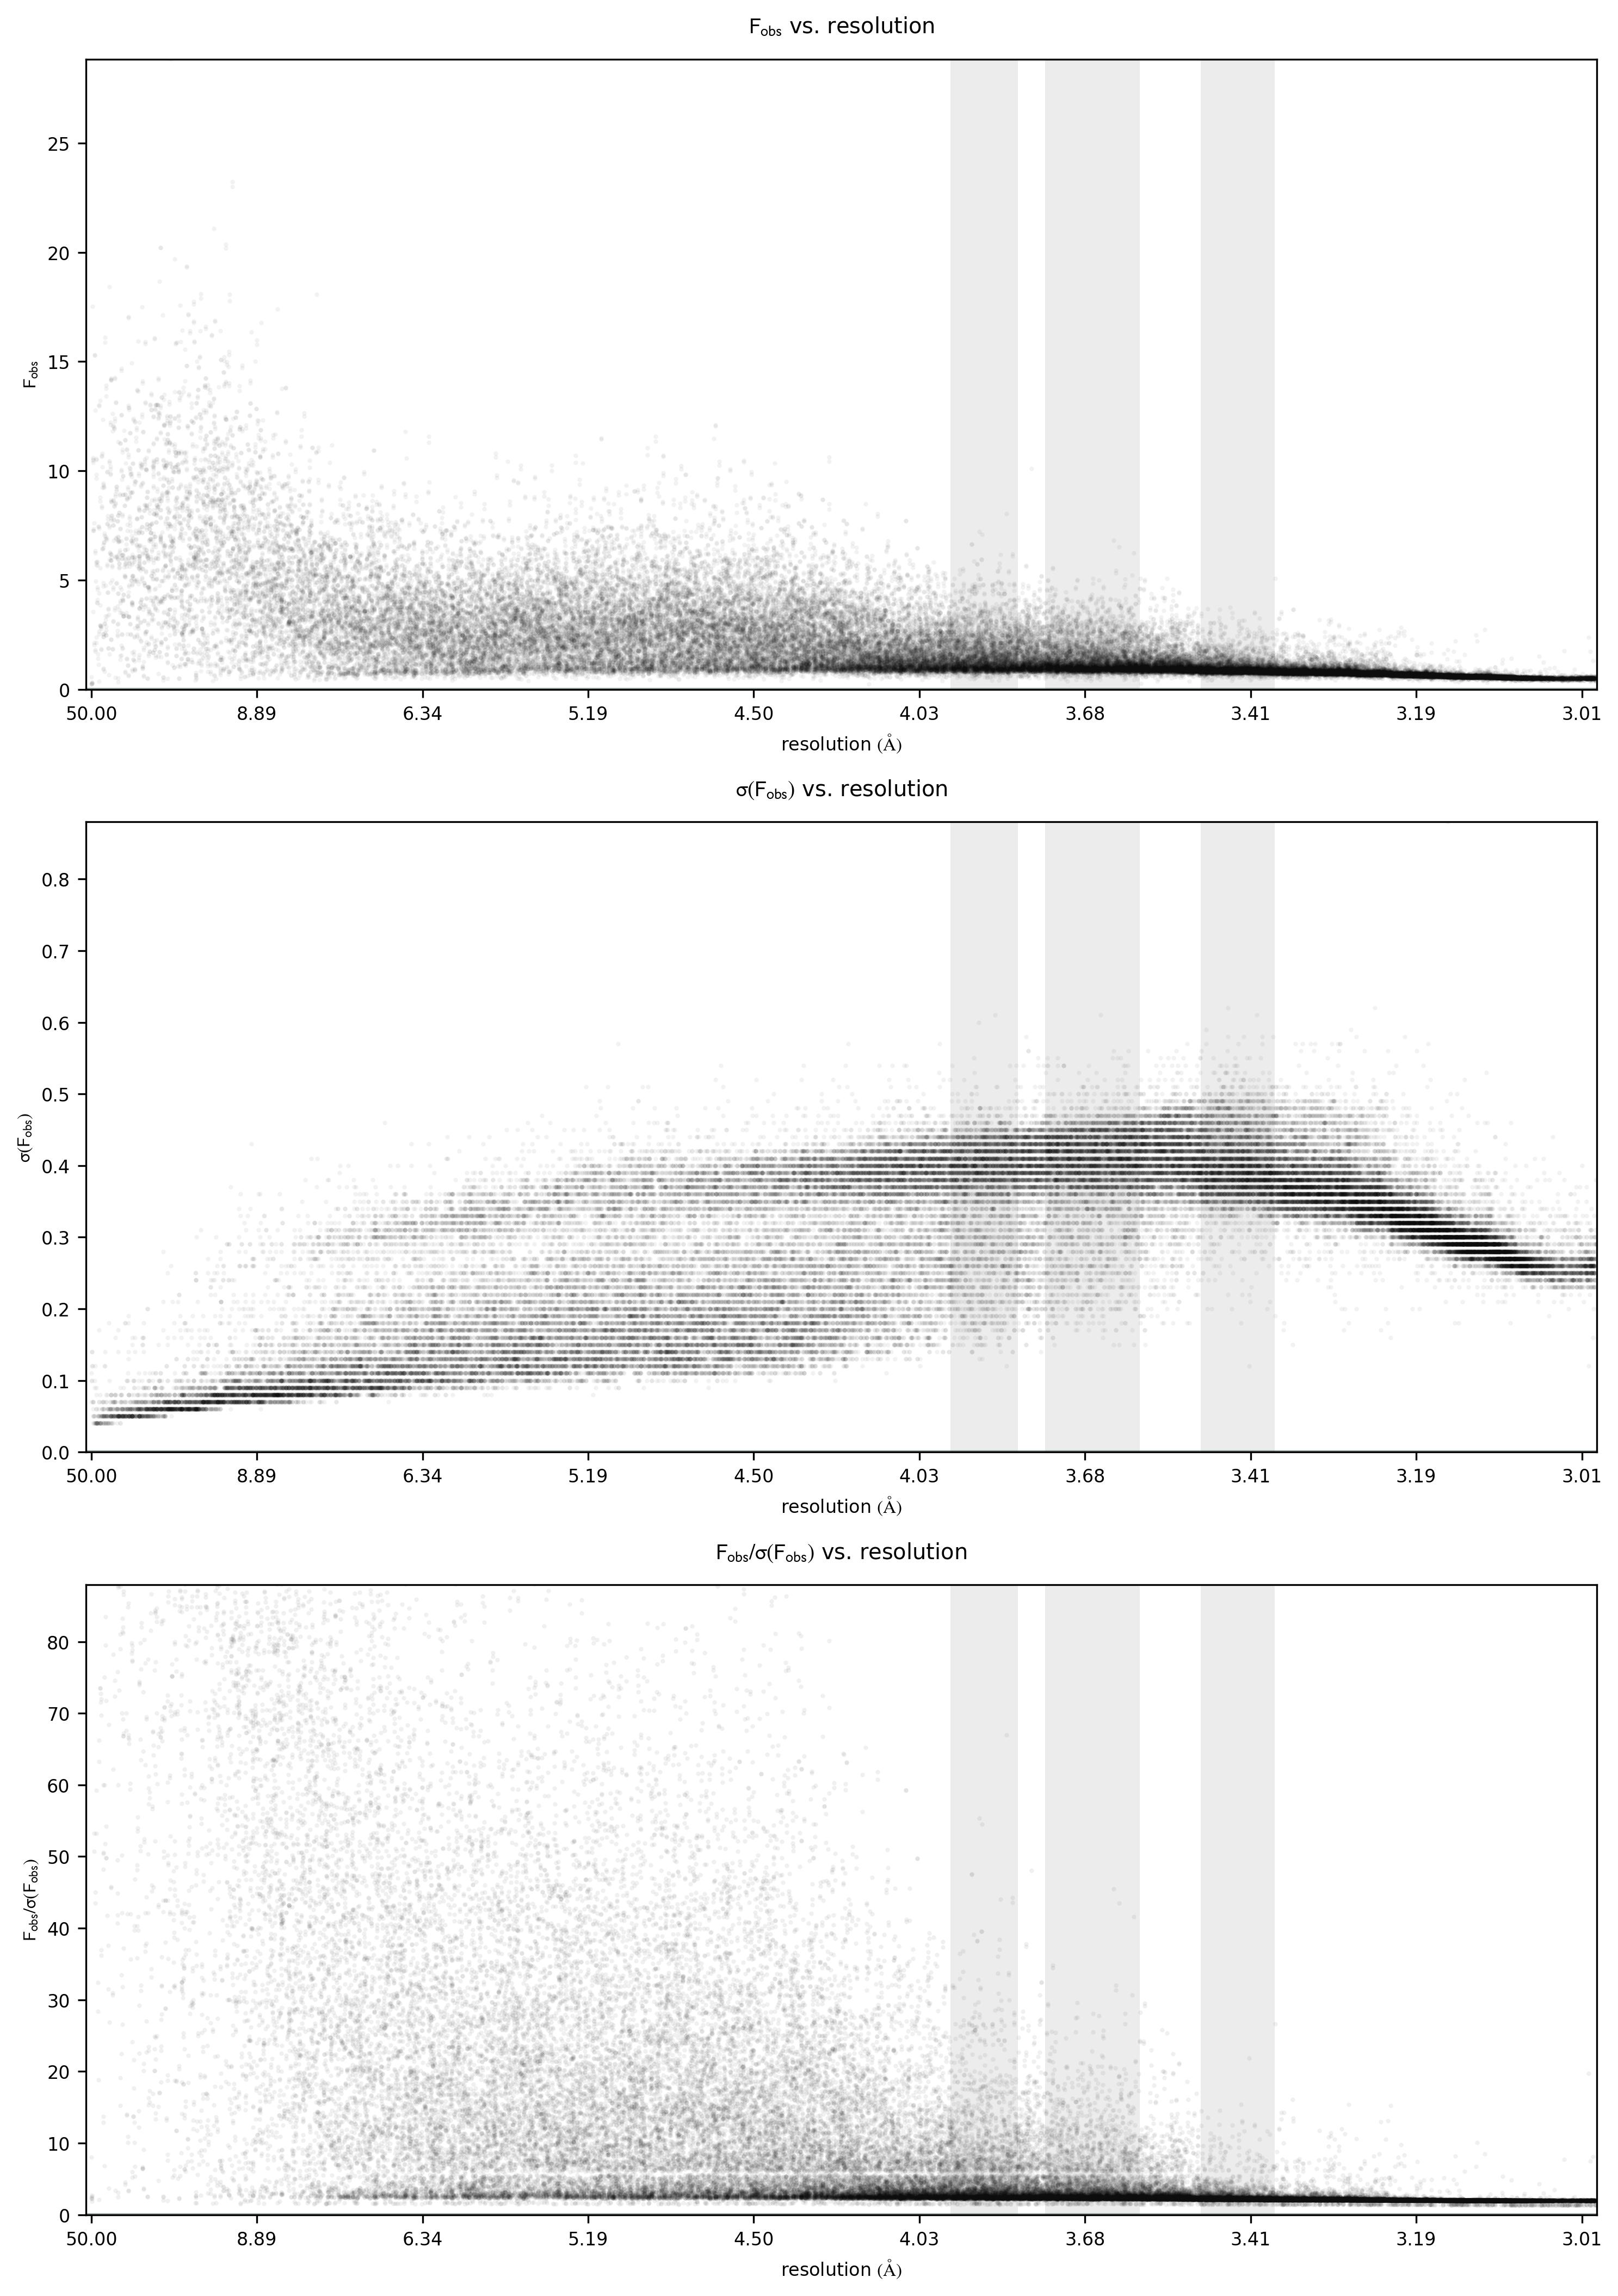 Fobs vs. resolution
25
20
15
10
5
0
Fobs
50.00 8.89 6.34 5.19 4.50 4.03 3.68 3.41 3.19 3.01
resolution (Å)
σ(Fobs) vs. resolution
0.8
0.7
0.6
0.5
0.4
0.3
0.2
0.1
0.0
σ(Fobs)
50.00 8.89 6.34 5.19 4.50 4.03 3.68 3.41 3.19 3.01
resolution (Å)
Fobs/σ(Fobs) vs. resolution
80
70
60
50
40
30
20
10
0
Fobs/σ(Fobs)
50.00 8.89 6.34 5.19 4.50 4.03 3.68 3.41 3.19 3.01
resolution (Å)